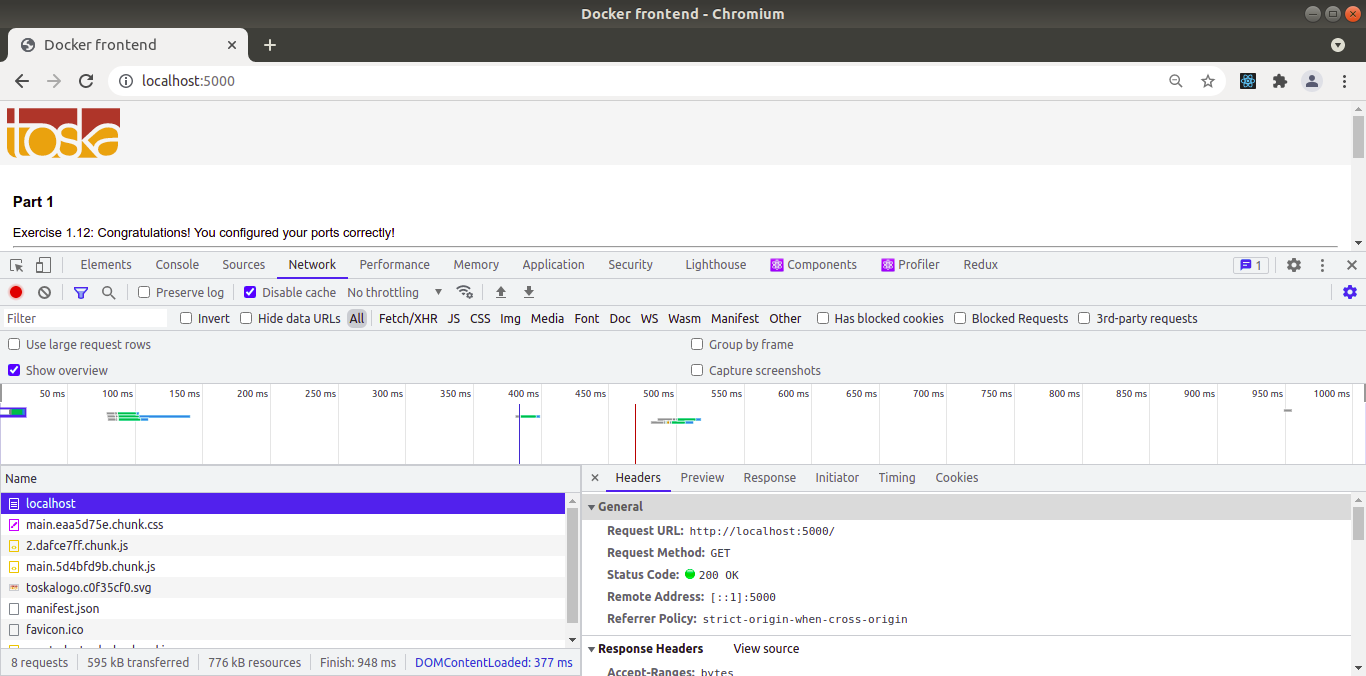 Docker frontend - Chromium
Docker frontend
localhost:5000
toska
Part 1
Exercise 1.12: Congratulations! You configured your ports correctly!
Elements Console Sources Network Performance Memory Application Security Lighthouse Components Profiler Redux 1
Preserve log Disable cache No throttling
Filter Invert Hide data URLs All Fetch/XHR JS CSS Img Media Font Doc WS Wasm Manifest Other Has blocked cookies Blocked Requests 3rd-party requests
Use large request rows Group by frame
Show overview Capture screenshots
50 ms 100 ms 150 ms 200 ms 250 ms 300 ms 350 ms 400 ms 450 ms 500 ms 550 ms 600 ms 650 ms 700 ms 750 ms 800 ms 850 ms 900 ms 950 ms 1000 ms
Name
localhost
main.eaa5d75e.chunk.css
2.dafce7ff.chunk.js
main.5d4bfd9b.chunk.js
toskalogo.c0f35cf0.svg
manifest.json
favicon.ico
8 requests 595 kB transferred 776 kB resources Finish: 948 ms DOMContentLoaded: 377 ms
Headers Preview Response Initiator Timing Cookies
General
Request URL: http://localhost:5000/
Request Method: GET
Status Code: 200 OK
Remote Address: [::1]:5000
Referrer Policy: strict-origin-when-cross-origin
Response Headers View source
Accept-Ranges: bytes